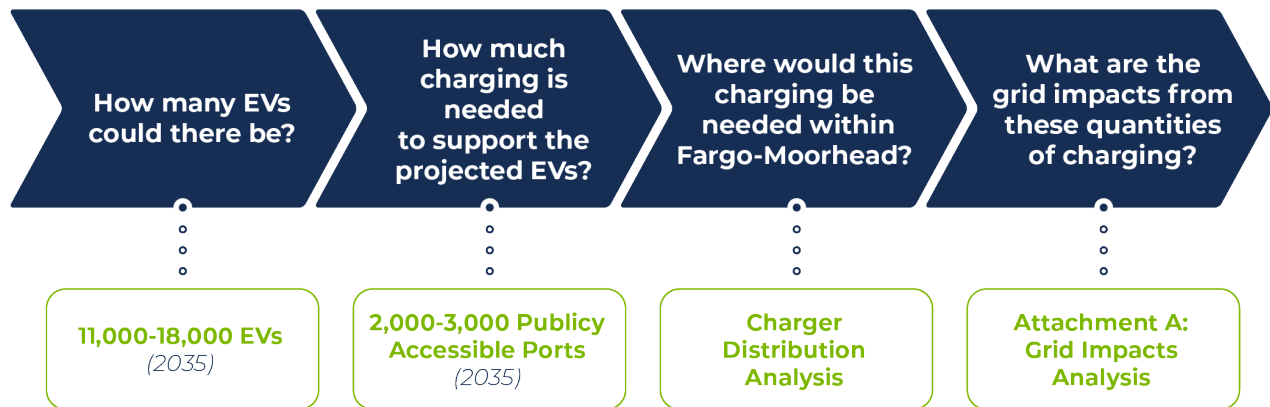 How many EVs
could there be?
How much
charging is
needed
to support the
projected EVs?
Where would this
charging be
needed within
Fargo-Moorhead?
What are the
grid impacts from
these quantities
of charging?
11,000-18,000 EVs
(2035)
2,000-3,000 Publicy
Accessible Ports
(2035)
Charger
Distribution
Analysis
Attachment A:
Grid Impacts
Analysis